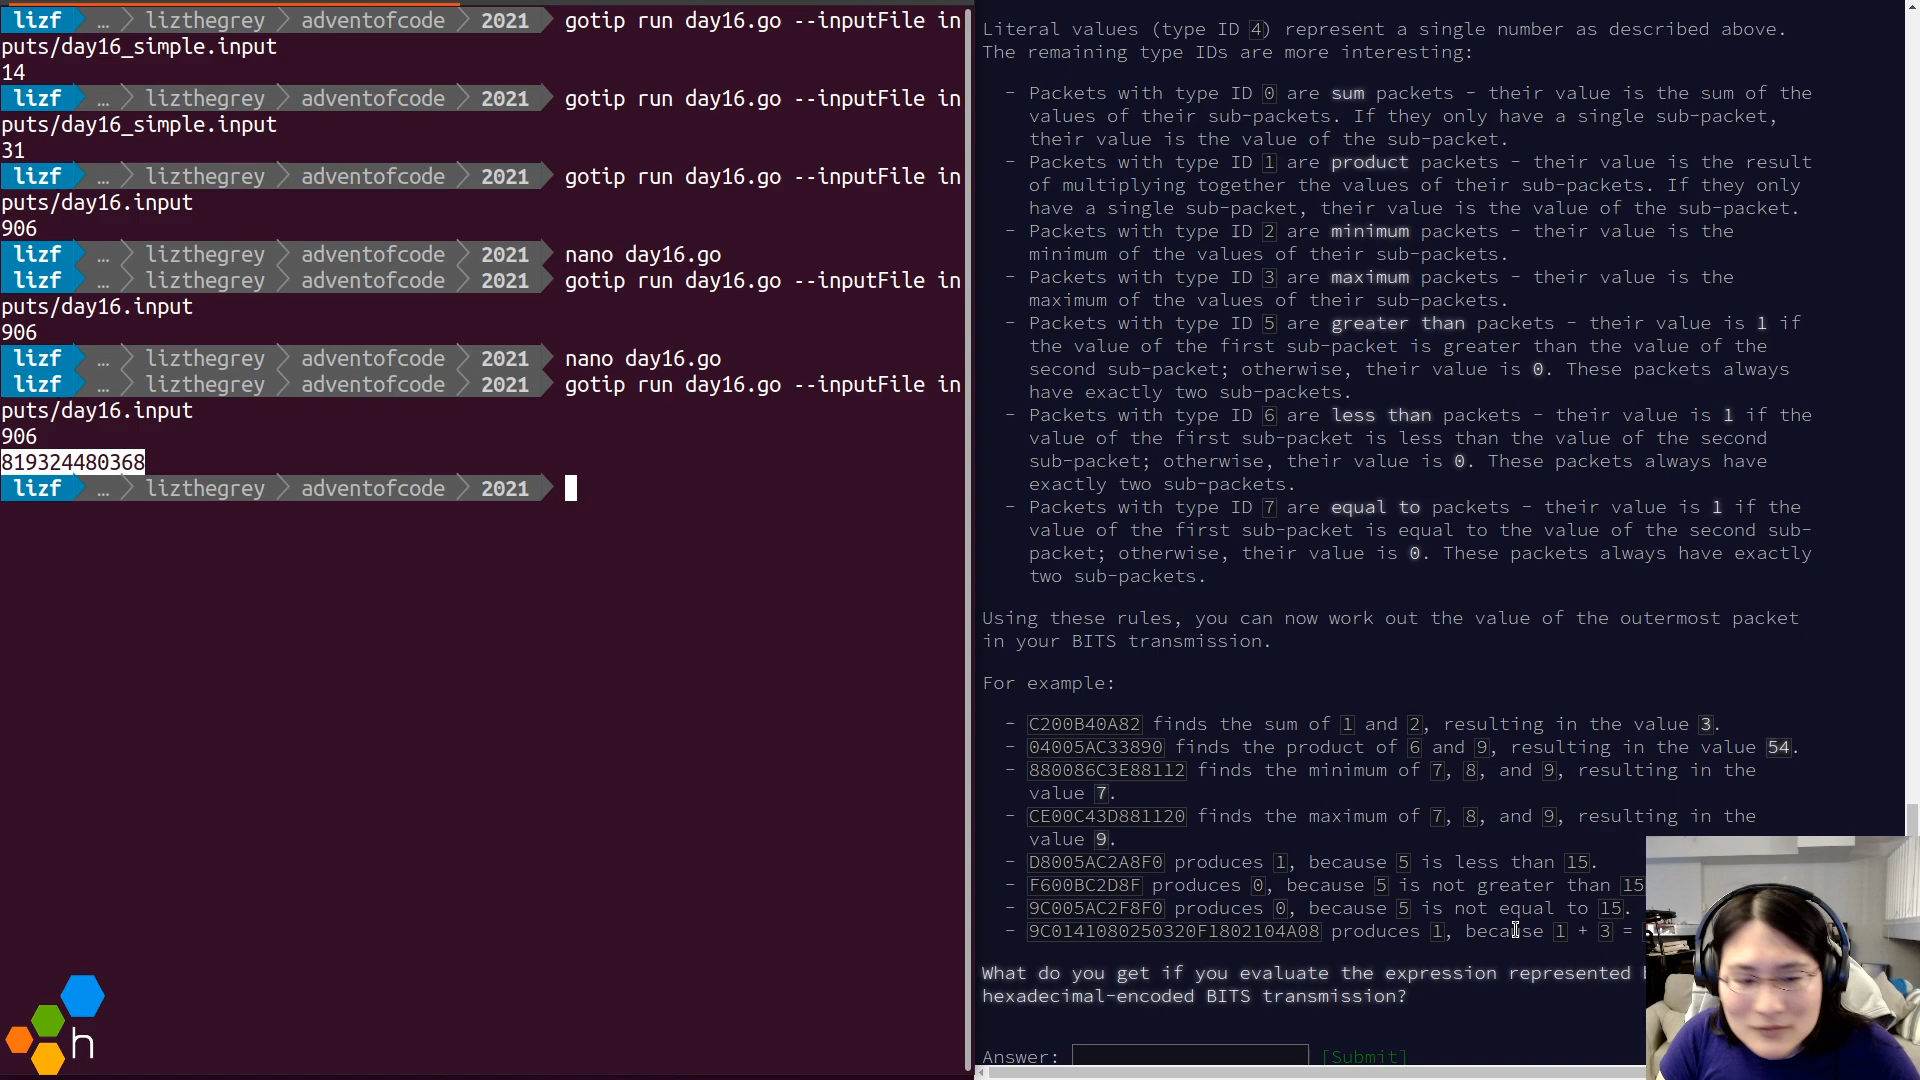 lizf … lizthegrey adventofcode 2021 gotip run day16.go --inputFile in
puts/day16_simple.input
14
lizf … lizthegrey adventofcode 2021 gotip run day16.go --inputFile in
puts/day16_simple.input
31
lizf … lizthegrey adventofcode 2021 gotip run day16.go --inputFile in
puts/day16.input
906
lizf … lizthegrey adventofcode 2021 nano day16.go
lizf … lizthegrey adventofcode 2021 gotip run day16.go --inputFile in
puts/day16.input
906
lizf … lizthegrey adventofcode 2021 nano day16.go
lizf … lizthegrey adventofcode 2021 gotip run day16.go --inputFile in
puts/day16.input
906
819324480368
lizf … lizthegrey adventofcode 2021
h
Literal values (type ID 4) represent a single number as described above.
The remaining type IDs are more interesting:
- Packets with type ID 0 are sum packets - their value is the sum of the
values of their sub-packets. If they only have a single sub-packet,
their value is the value of the sub-packet.
- Packets with type ID 1 are product packets - their value is the result
of multiplying together the values of their sub-packets. If they only
have a single sub-packet, their value is the value of the sub-packet.
- Packets with type ID 2 are minimum packets - their value is the
minimum of the values of their sub-packets.
- Packets with type ID 3 are maximum packets - their value is the
maximum of the values of their sub-packets.
- Packets with type ID 5 are greater than packets - their value is 1 if
the value of the first sub-packet is greater than the value of the
second sub-packet; otherwise, their value is 0. These packets always
have exactly two sub-packets.
- Packets with type ID 6 are less than packets - their value is 1 if the
value of the first sub-packet is less than the value of the second
sub-packet; otherwise, their value is 0. These packets always have
exactly two sub-packets.
- Packets with type ID 7 are equal to packets - their value is 1 if the
value of the first sub-packet is equal to the value of the second sub-
packet; otherwise, their value is 0. These packets always have exactly
two sub-packets.
Using these rules, you can now work out the value of the outermost packet
in your BITS transmission.
For example:
- C200B40A82 finds the sum of 1 and 2, resulting in the value 3.
- 04005AC33890 finds the product of 6 and 9, resulting in the value 54.
- 880086C3E88112 finds the minimum of 7, 8, and 9, resulting in the
value 7.
- CE00C43D881120 finds the maximum of 7, 8, and 9, resulting in the
value 9.
- D8005AC2A8F0 produces 1, because 5 is less than 15.
- F600BC2D8F produces 0, because 5 is not greater than 15
- 9C005AC2F8F0 produces 0, because 5 is not equal to 15.
- 9C0141080250320F1802104A08 produces 1, because 1 + 3 =
What do you get if you evaluate the expression represented
hexadecimal-encoded BITS transmission?
Answer: [Submit]